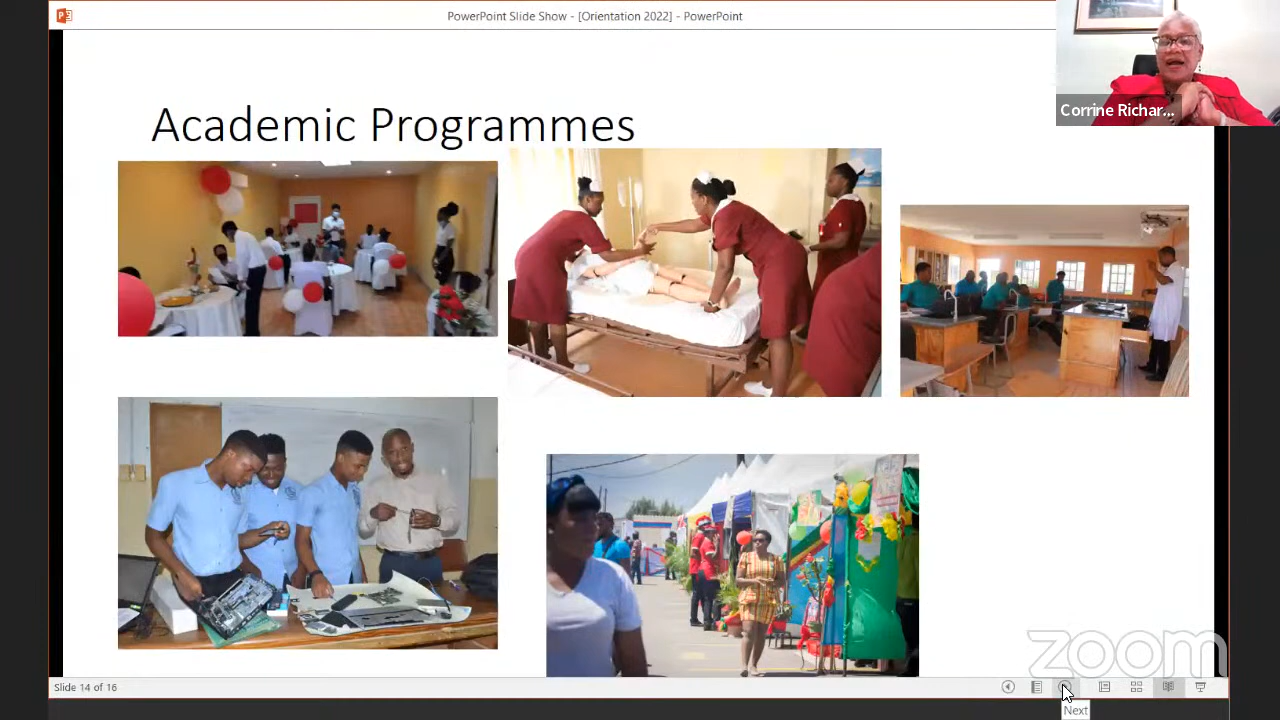 PowerPoint Slide Show - [Orientation 2022] - PowerPoint
Corrine Richar...
Academic Programmes
zoom
Slide 14 of 16
Next